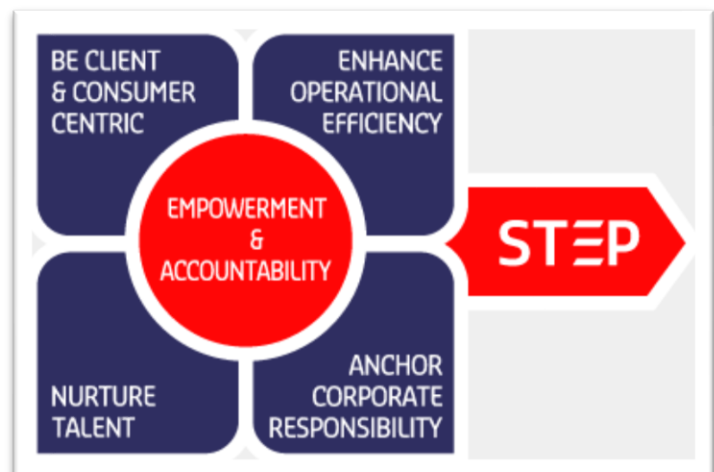 BE CLIENT
& CONSUMER
CENTRIC
ENHANCE
OPERATIONAL
EFFICIENCY
EMPOWERMENT
&
ACCOUNTABILITY
STEP
NURTURE
TALENT
ANCHOR
CORPORATE
RESPONSIBILITY